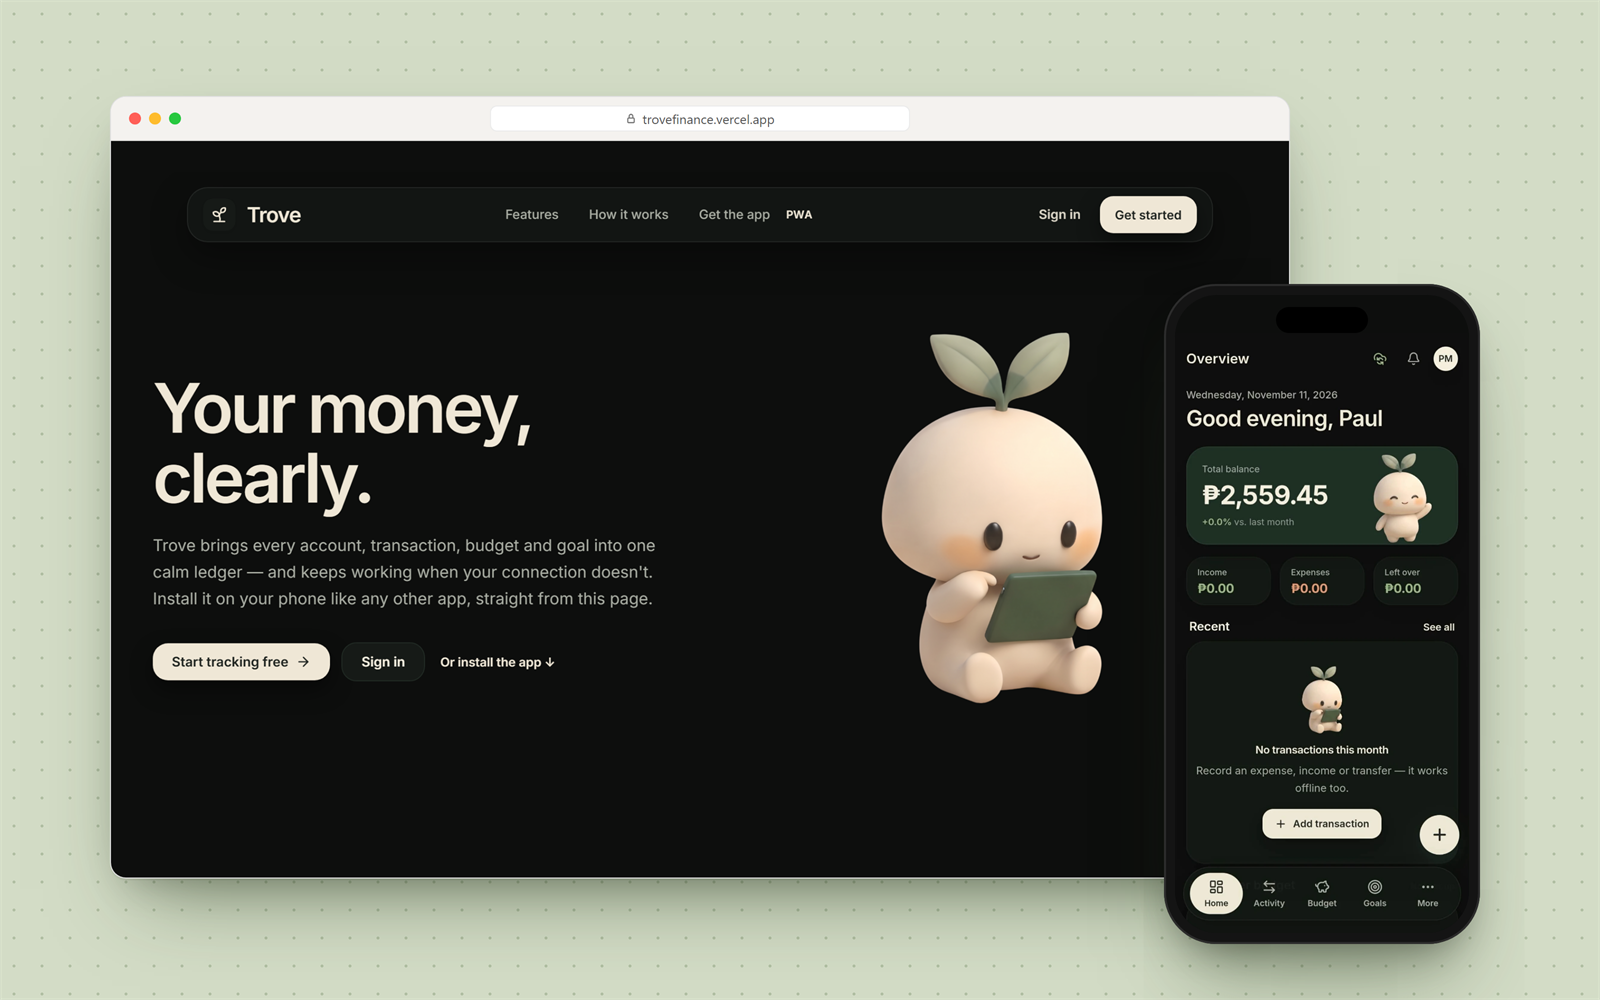 trovefinance.vercel.app
Trove
Features
How it works
Get the app PWA
Sign in
Get started
Your money,
clearly.
Trove brings every account, transaction, budget and goal into one
calm ledger — and keeps working when your connection doesn't.
Install it on your phone like any other app, straight from this page.
Start tracking free →
Sign in
Or install the app ↓
Overview
PM
Wednesday, November 11, 2026
Good evening, Paul
Total balance
₱2,559.45
+0.0% vs. last month
Income
₱0.00
Expenses
₱0.00
Left over
₱0.00
Recent
See all
No transactions this month
Record an expense, income or transfer — it works
offline too.
+ Add transaction
+
Home
Activity
Budget
Goals
More